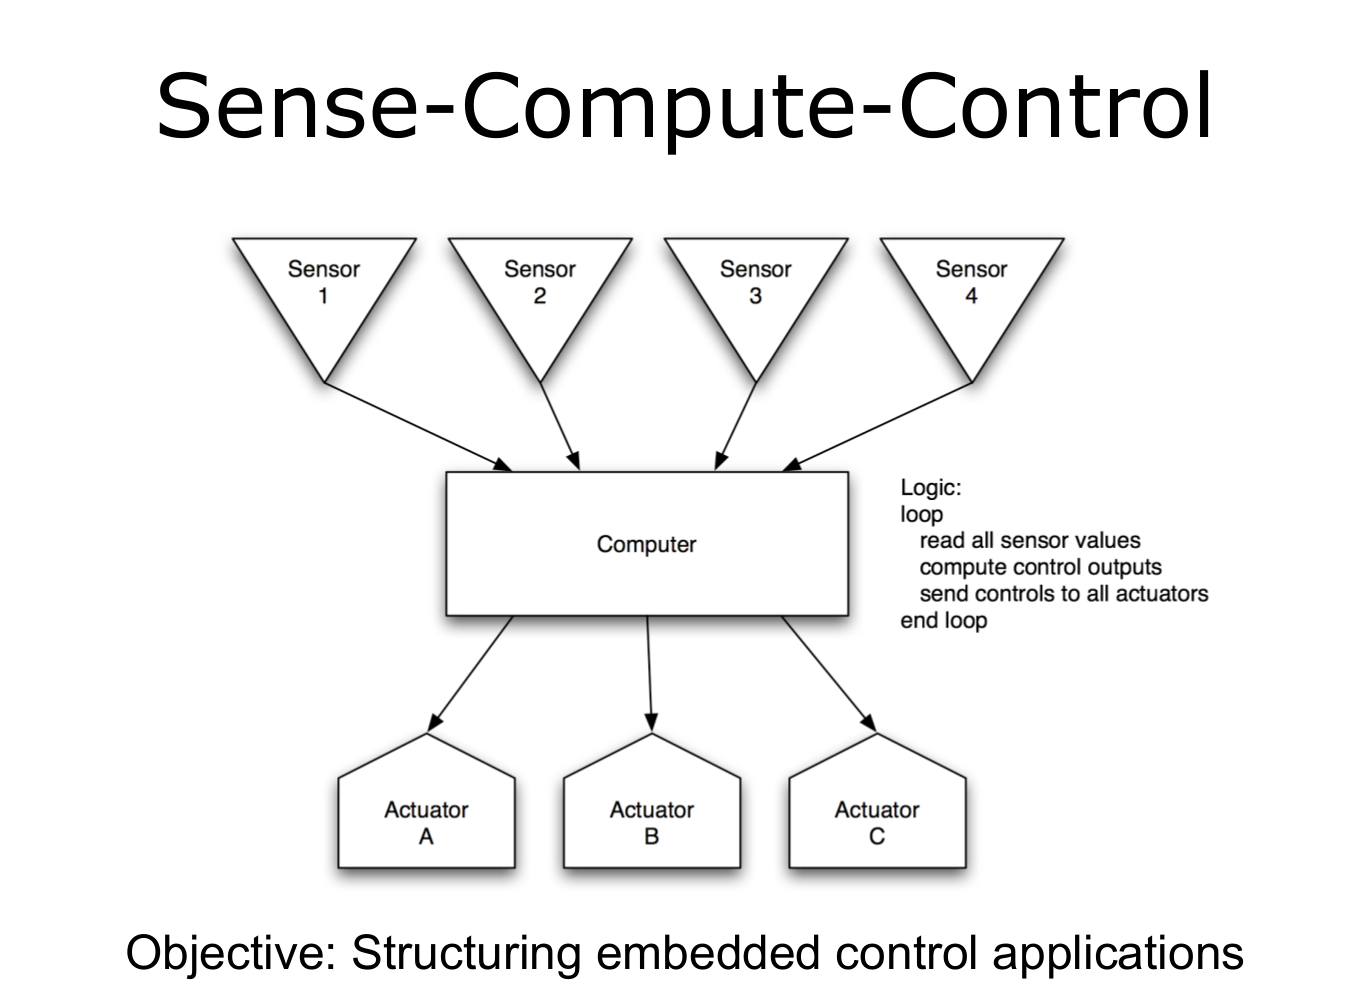 Sense-Compute-Control
Sensor
1
Sensor
2
Sensor
3
Sensor
4
Computer
Logic:
loop
read all sensor values
compute control outputs
send controls to all actuators
end loop
Actuator
A
Actuator
B
Actuator
C
Objective: Structuring embedded control applications